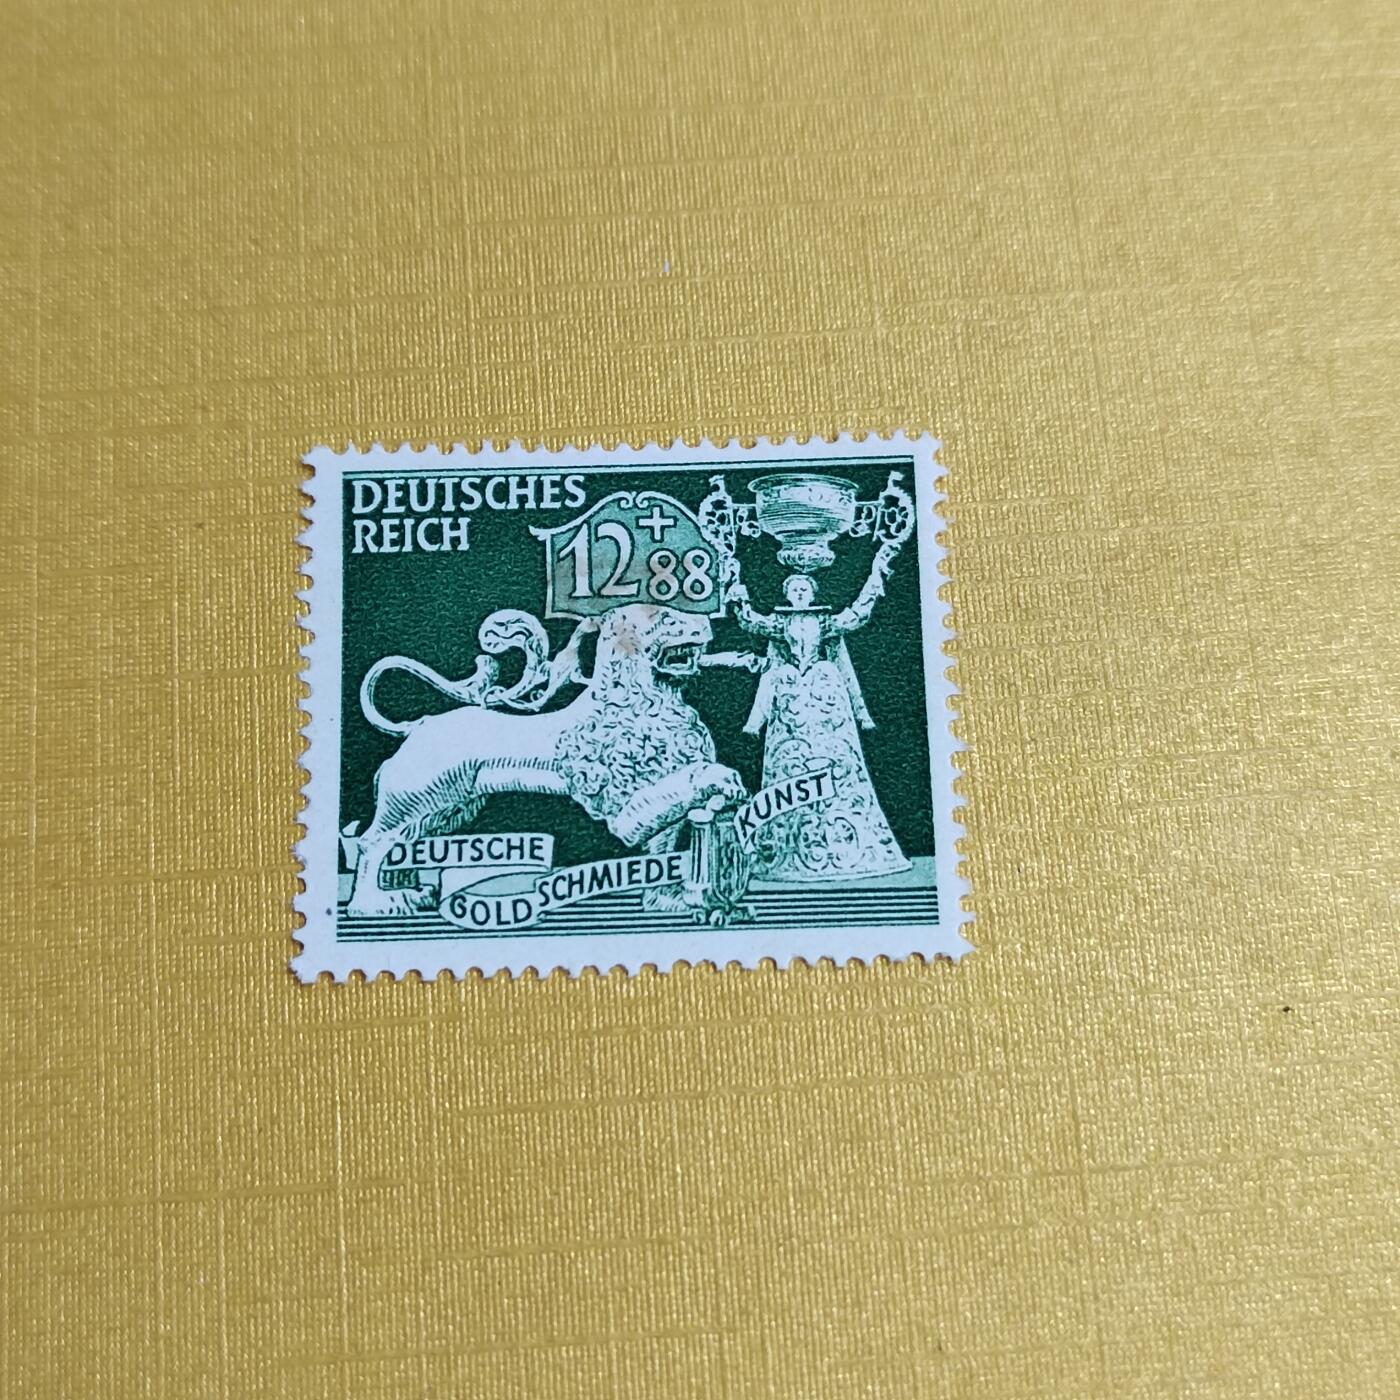 DEUTSCHES
REICH
12+88
DEUTSCHE
GOLD SCHMIEDE
KUNST